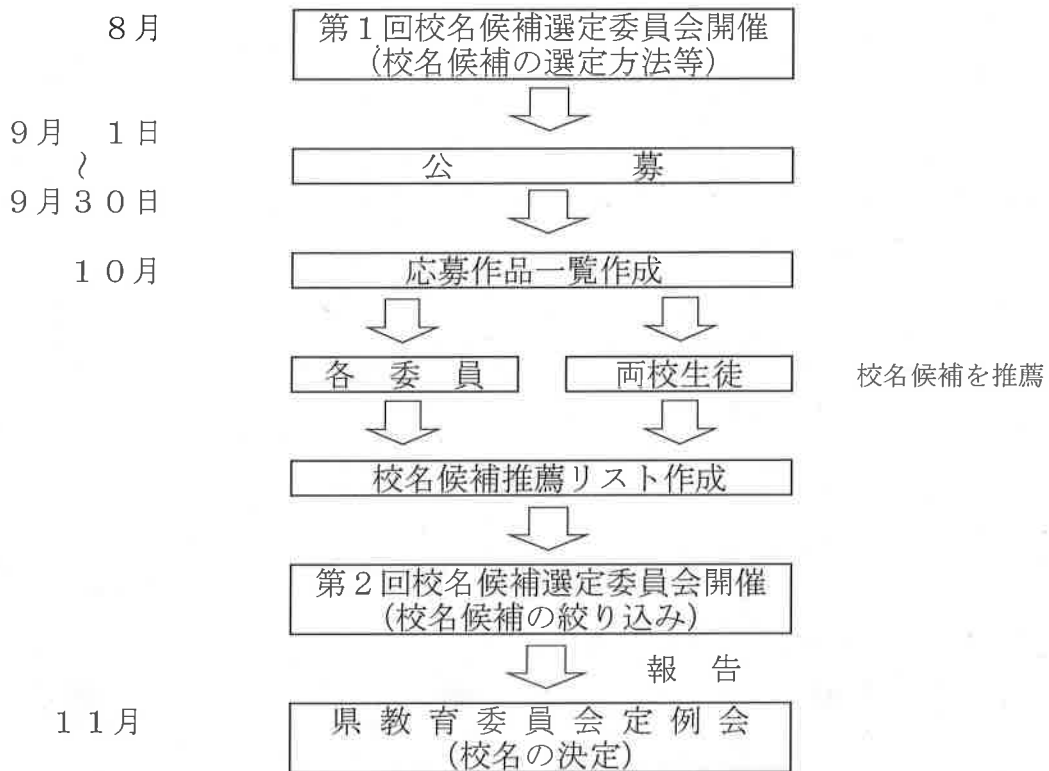 ８月
第１回校名候補選定委員会開催
(校名候補の選定方法等)
９月　１日
～
９月３０日
公　募
１０月
応募作品一覧作成
各　委　員
両校生徒
校名候補を推薦
校名候補推薦リスト作成
第２回校名候補選定委員会開催
(校名候補の絞り込み)
報　告
１１月
県教育委員会定例会
(校名の決定)